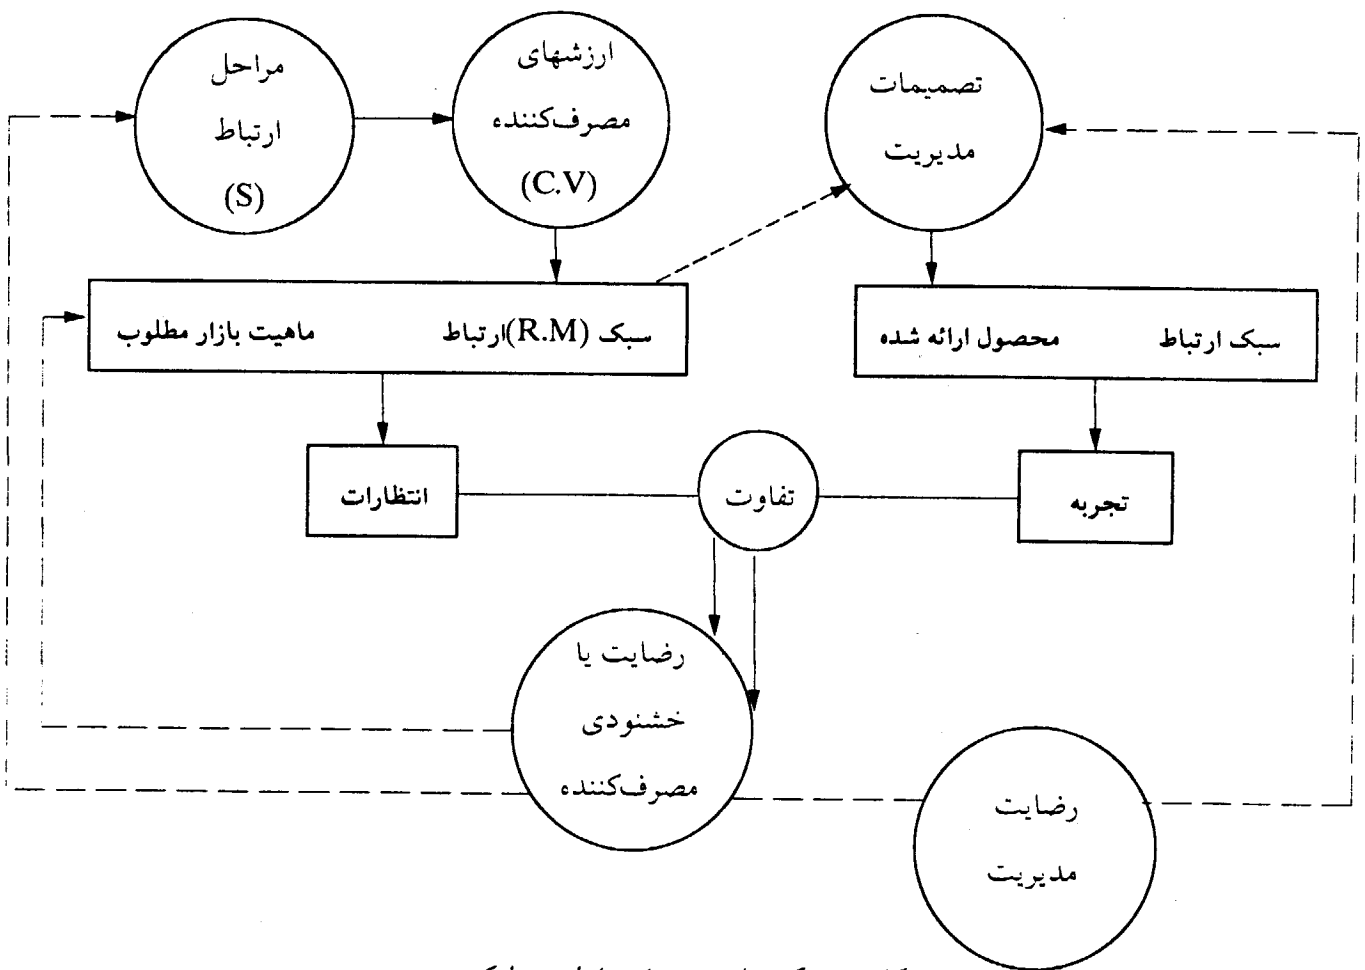 مراحل
ارتباط
(S)
ارزشهای
مصرف‌کننده
(C.V)
تصمیمات
مدیریت
سبک (R.M)ارتباط
ماهیت بازار مطلوب
سبک ارتباط
محصول ارائه شده
انتظارات
تفاوت
تجربه
رضایت یا
خشنودی
مصرف‌کننده
رضایت
مدیریت